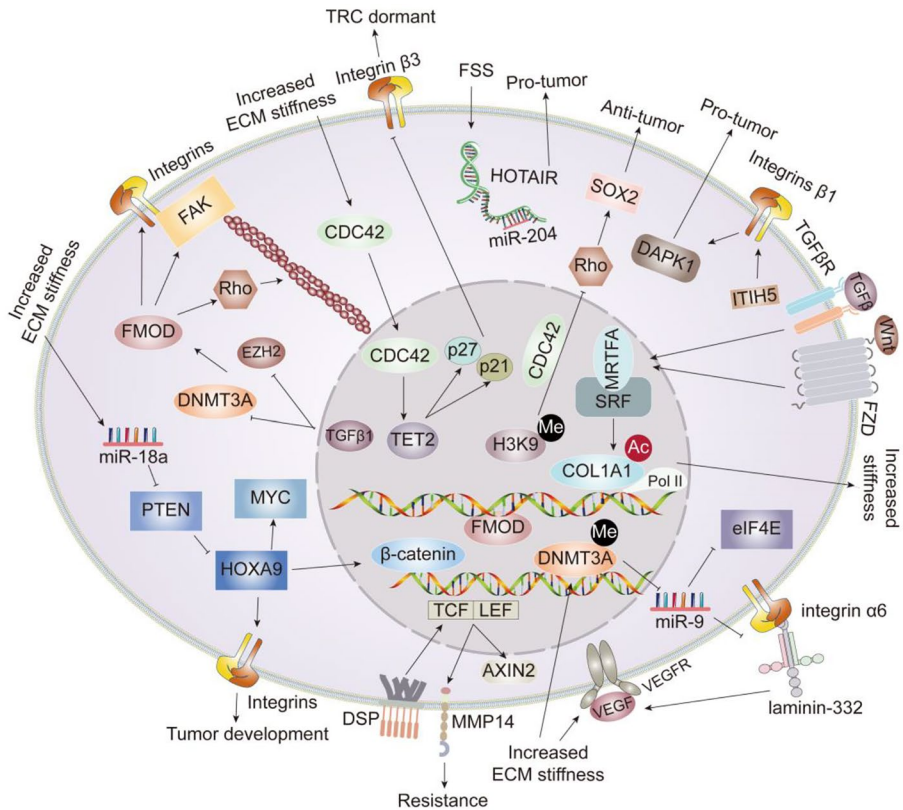 TRC dormant
Integrin β3
Increased
ECM stiffness
FSS
Pro-tumor
Anti-tumor
Pro-tumor
Integrins
FAK
HOTAIR
miR-204
SOX2
DAPK1
Integrins β1
TGFβR
TGFβ
Wnt
ITIH5
FZD
Increased
ECM stiffness
CDC42
Rho
Rho
FMOD
EZH2
DNMT3A
CDC42
p27
p21
CDC42
MRTFA
SRF
TGFβ1
TET2
H3K9
Me
Ac
COL1A1
Pol II
Increased
stiffness
miR-18a
PTEN
MYC
HOXA9
FMOD
Me
β-catenin
DNMT3A
eIF4E
TCF
LEF
miR-9
integrin α6
AXIN2
VEGFR
VEGF
laminin-332
Integrins
Tumor development
DSP
MMP14
Increased
ECM stiffness
Resistance